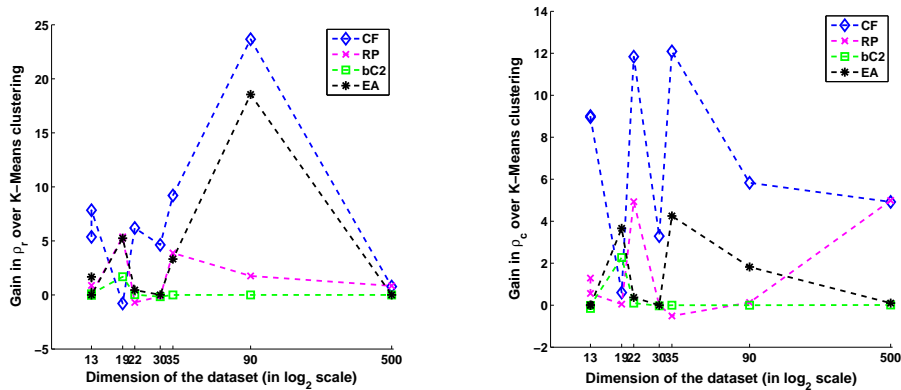 25
20
15
10
5
0
−5
13 19 22 30 35 90 500
Dimension of the dataset (in log2 scale)
Gain in ρr over K−Means clustering
CF
RP
bC2
EA
14
12
10
8
6
4
2
0
−2
13 19 22 30 35 90 500
Dimension of the dataset (in log2 scale)
Gain in ρc over K−Means clustering
CF
RP
bC2
EA